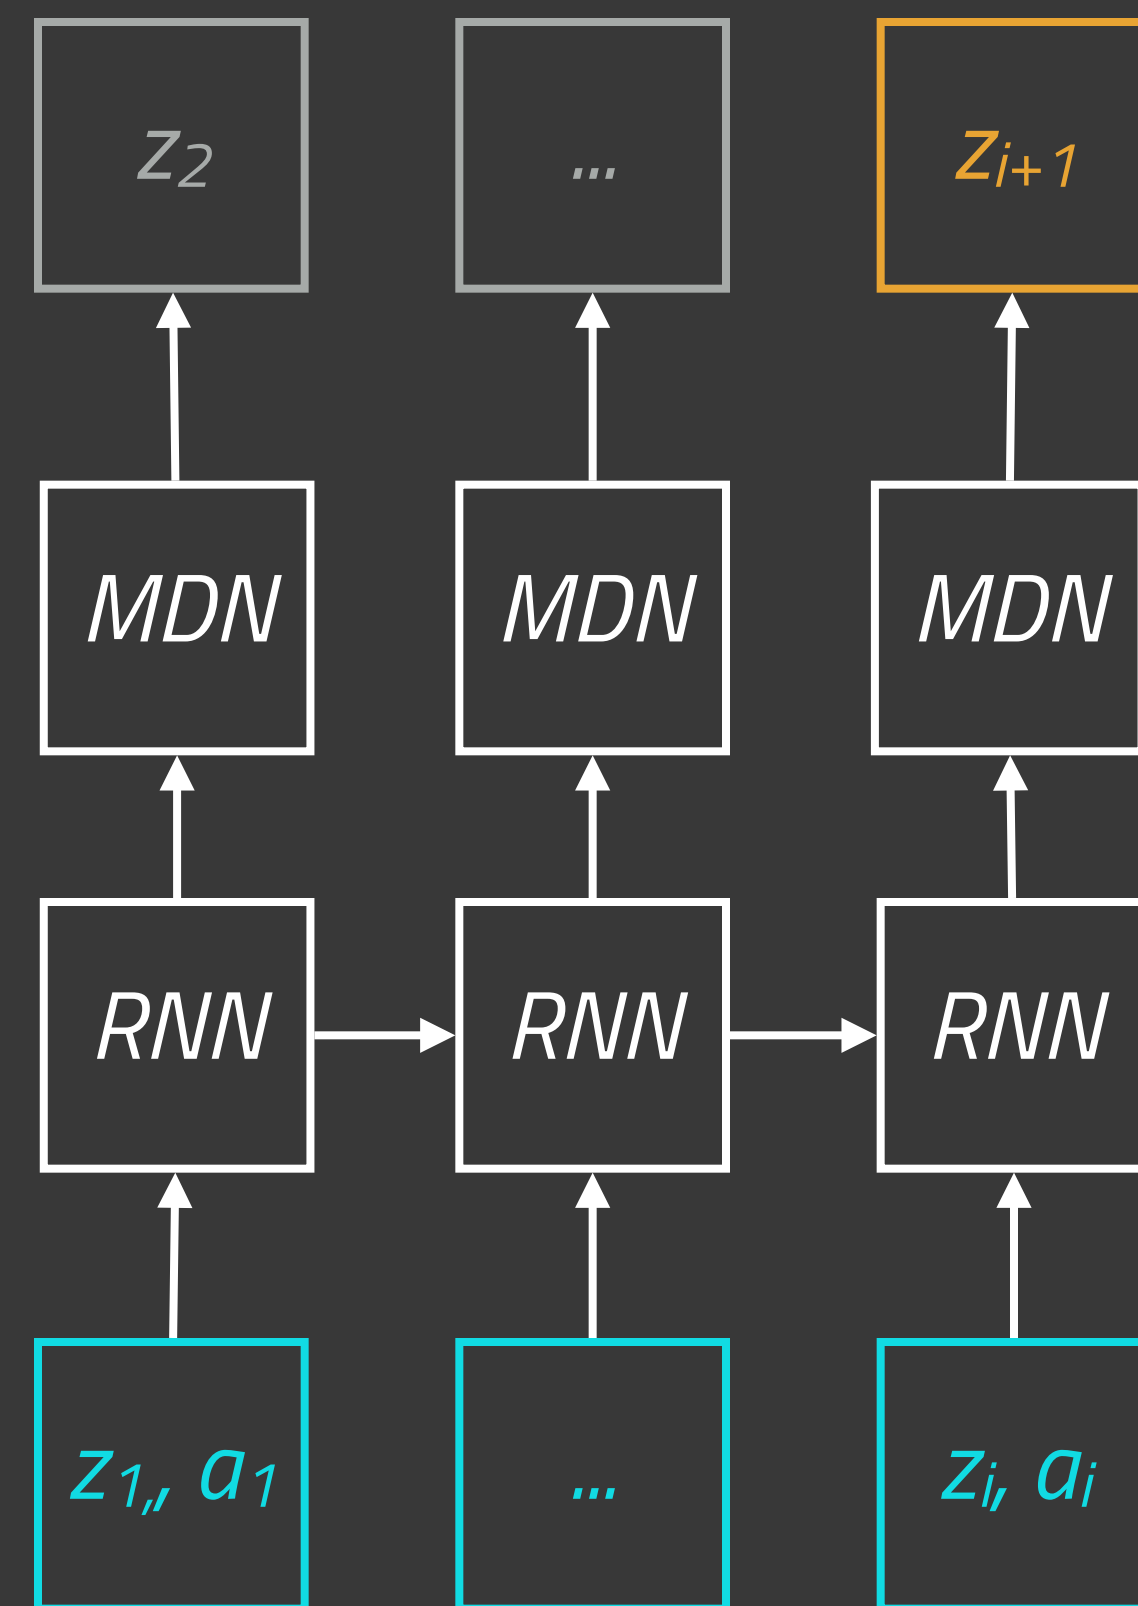 z2 ... zi+1
MDN MDN MDN
RNN RNN RNN
z1,, a1 ... zi, ai